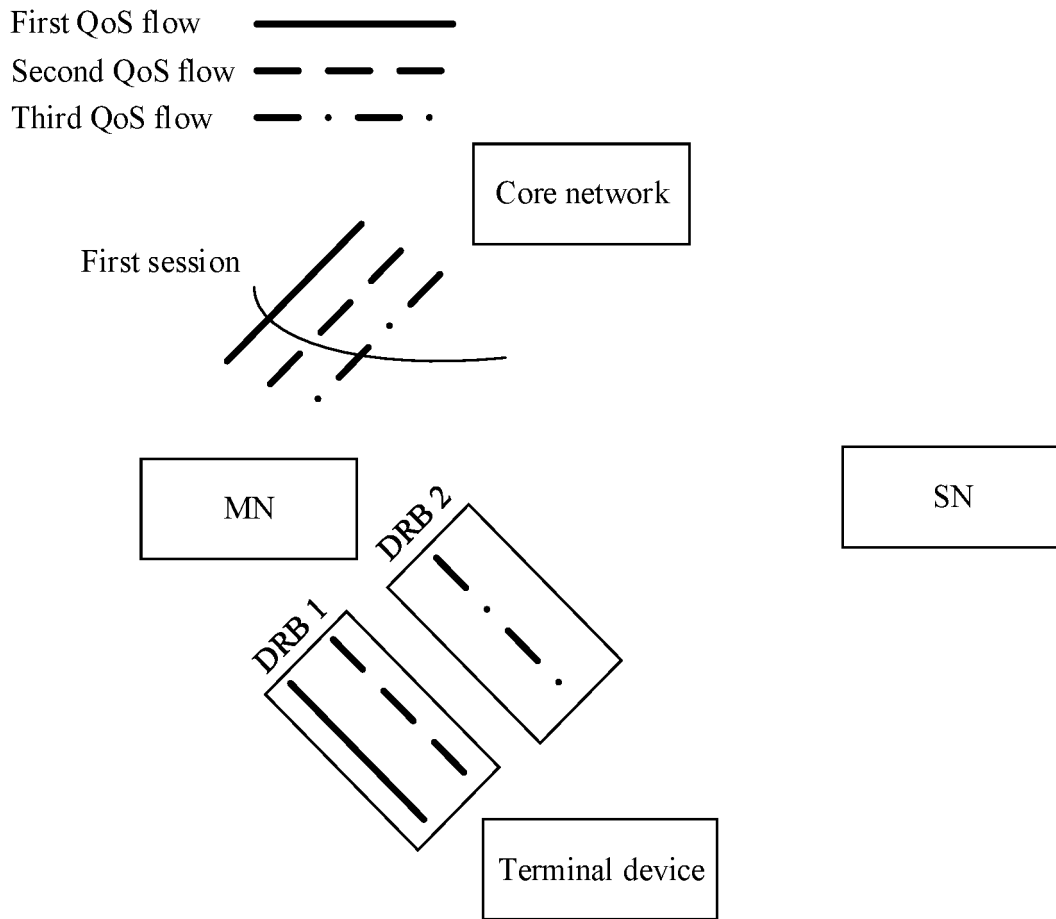 First QoS flow
Second QoS flow
Third QoS flow
Core network
First session
MN
SN
DRB 2
DRB 1
Terminal device